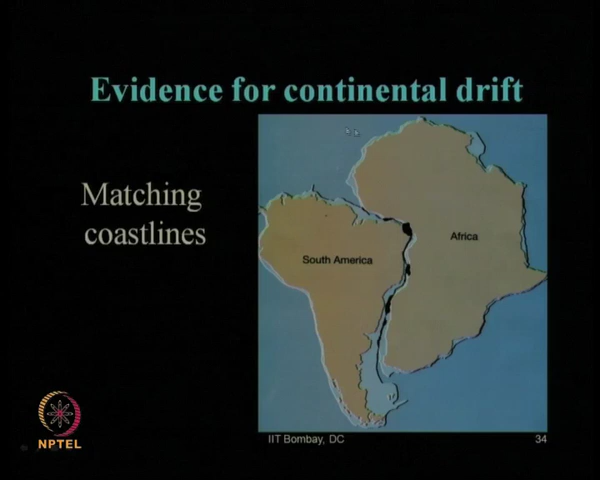 Evidence for continental drift
Matching
coastlines
South America
Africa
NPTEL
IIT Bombay, DC
34